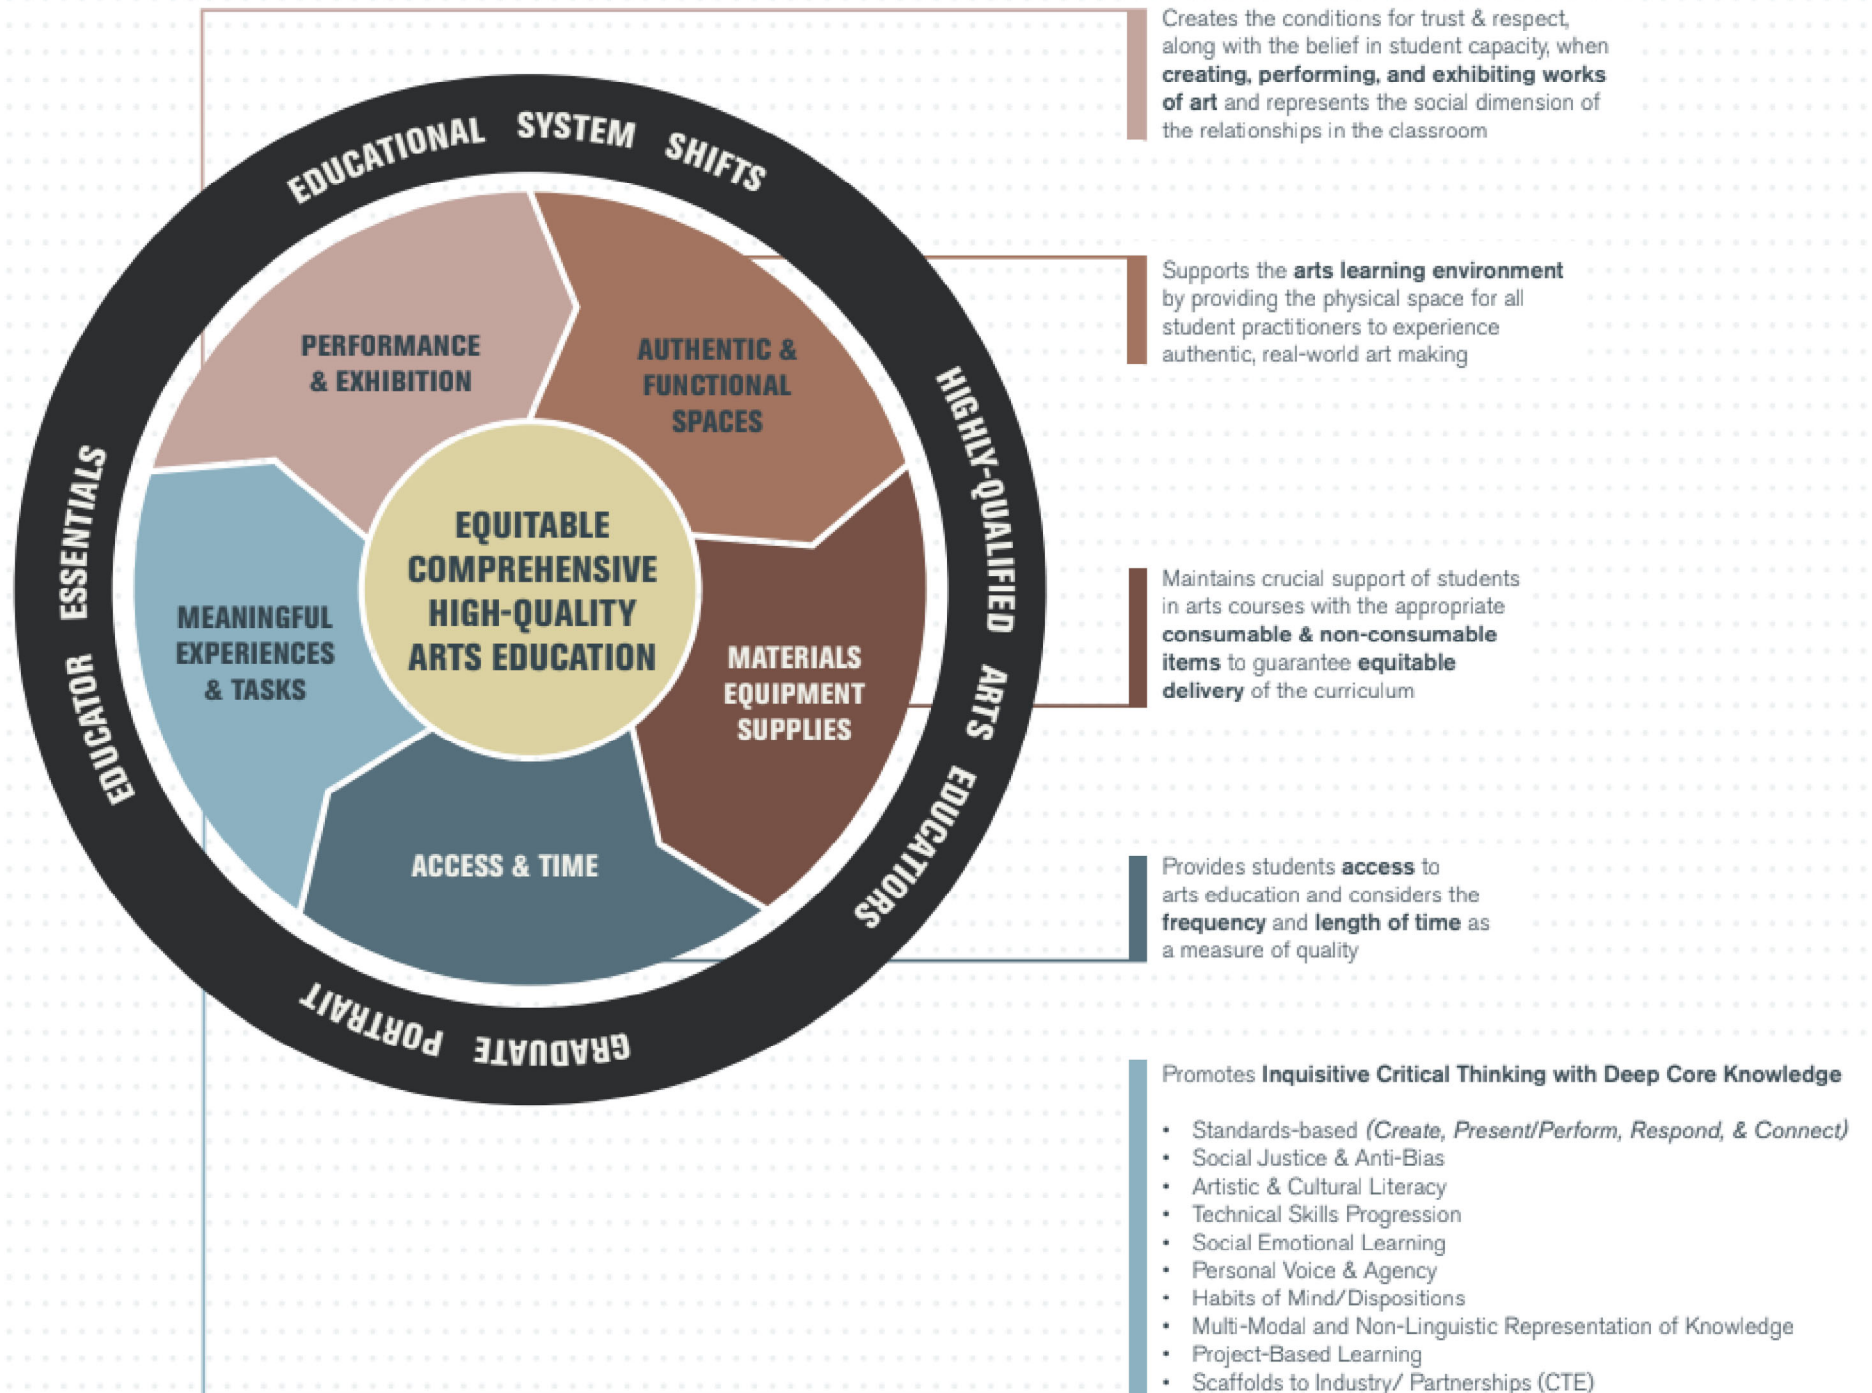 EDUCATIONAL SYSTEM SHIFTS
HIGHLY-QUALIFIED ARTS EDUCATIORS
GRADUATE PORTRAIT
EDUCATOR ESSENTIALS
PERFORMANCE
& EXHIBITION
AUTHENTIC &
FUNCTIONAL
SPACES
MATERIALS
EQUIPMENT
SUPPLIES
ACCESS & TIME
MEANINGFUL
EXPERIENCES
& TASKS
EQUITABLE
COMPREHENSIVE
HIGH-QUALITY
ARTS EDUCATION
Creates the conditions for trust & respect,
along with the belief in student capacity, when
creating, performing, and exhibiting works
of art and represents the social dimension of
the relationships in the classroom
Supports the arts learning environment
by providing the physical space for all
student practitioners to experience
authentic, real-world art making
Maintains crucial support of students
in arts courses with the appropriate
consumable & non-consumable
items to guarantee equitable
delivery of the curriculum
Provides students access to
arts education and considers the
frequency and length of time as
a measure of quality
Promotes Inquisitive Critical Thinking with Deep Core Knowledge
• Standards-based (Create, Present/Perform, Respond, & Connect)
• Social Justice & Anti-Bias
• Artistic & Cultural Literacy
• Technical Skills Progression
• Social Emotional Learning
• Personal Voice & Agency
• Habits of Mind/Dispositions
• Multi-Modal and Non-Linguistic Representation of Knowledge
• Project-Based Learning
• Scaffolds to Industry/ Partnerships (CTE)